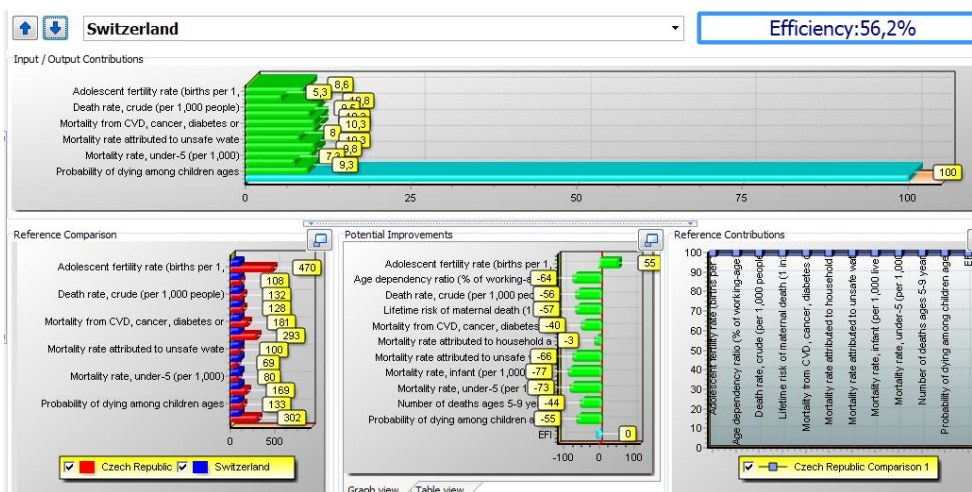 Switzerland
Efficiency:56,2%
Input / Output Contributions
8,6
Adolescent fertility rate (births per 1,
5,3
Death rate, crude (per 1,000 people)
Mortality from CVD, cancer, diabetes or
10,3
8
Mortality rate attributed to unsafe wate
Mortality rate, under-5 (per 1,000)
9,3
Probability of dying among children ages
100
0 25 50 75 100
Reference Comparison
Adolescent fertility rate (births per 1,
470
108
Death rate, crude (per 1,000 people)
132
128
Mortality from CVD, cancer, diabetes or
181
293
Mortality rate attributed to unsafe wate
100
69
Mortality rate, under-5 (per 1,000)
80
169
Probability of dying among children ages
133
302
0 500
Czech Republic Switzerland
Potential Improvements
Adolescent fertility rate (births per 1,
55
Age dependency ratio (% of working-a
-64
Death rate, crude (per 1,000 peo
-56
Lifetime risk of maternal death (1
-57
Mortality from CVD, cancer, diabetes
-40
Mortality rate attributed to household a
-3
Mortality rate attributed to unsafe
-66
Mortality rate, infant (per 1,000
-77
Mortality rate, under-5 (per 1
-73
Number of deaths ages 5-9 ye
-44
Probability of dying among children a
-55
EFI
0
-100 0 100
Graph view Table view
Reference Contributions
100
90
80
70
60
50
40
30
20
10
0
Adolescent fertility rate (births per
Age dependency ratio (% of working-age
Death rate, crude (per 1,000 people
Lifetime risk of maternal death (1 in
Mortality from CVD, cancer, diabetes o
Mortality rate attributed to household
Mortality rate attributed to unsafe wat
Mortality rate, infant (per 1,000 live
Mortality rate, under-5 (per 1,000
Number of deaths ages 5-9 year
Probability of dying among children age
Czech Republic Comparison 1